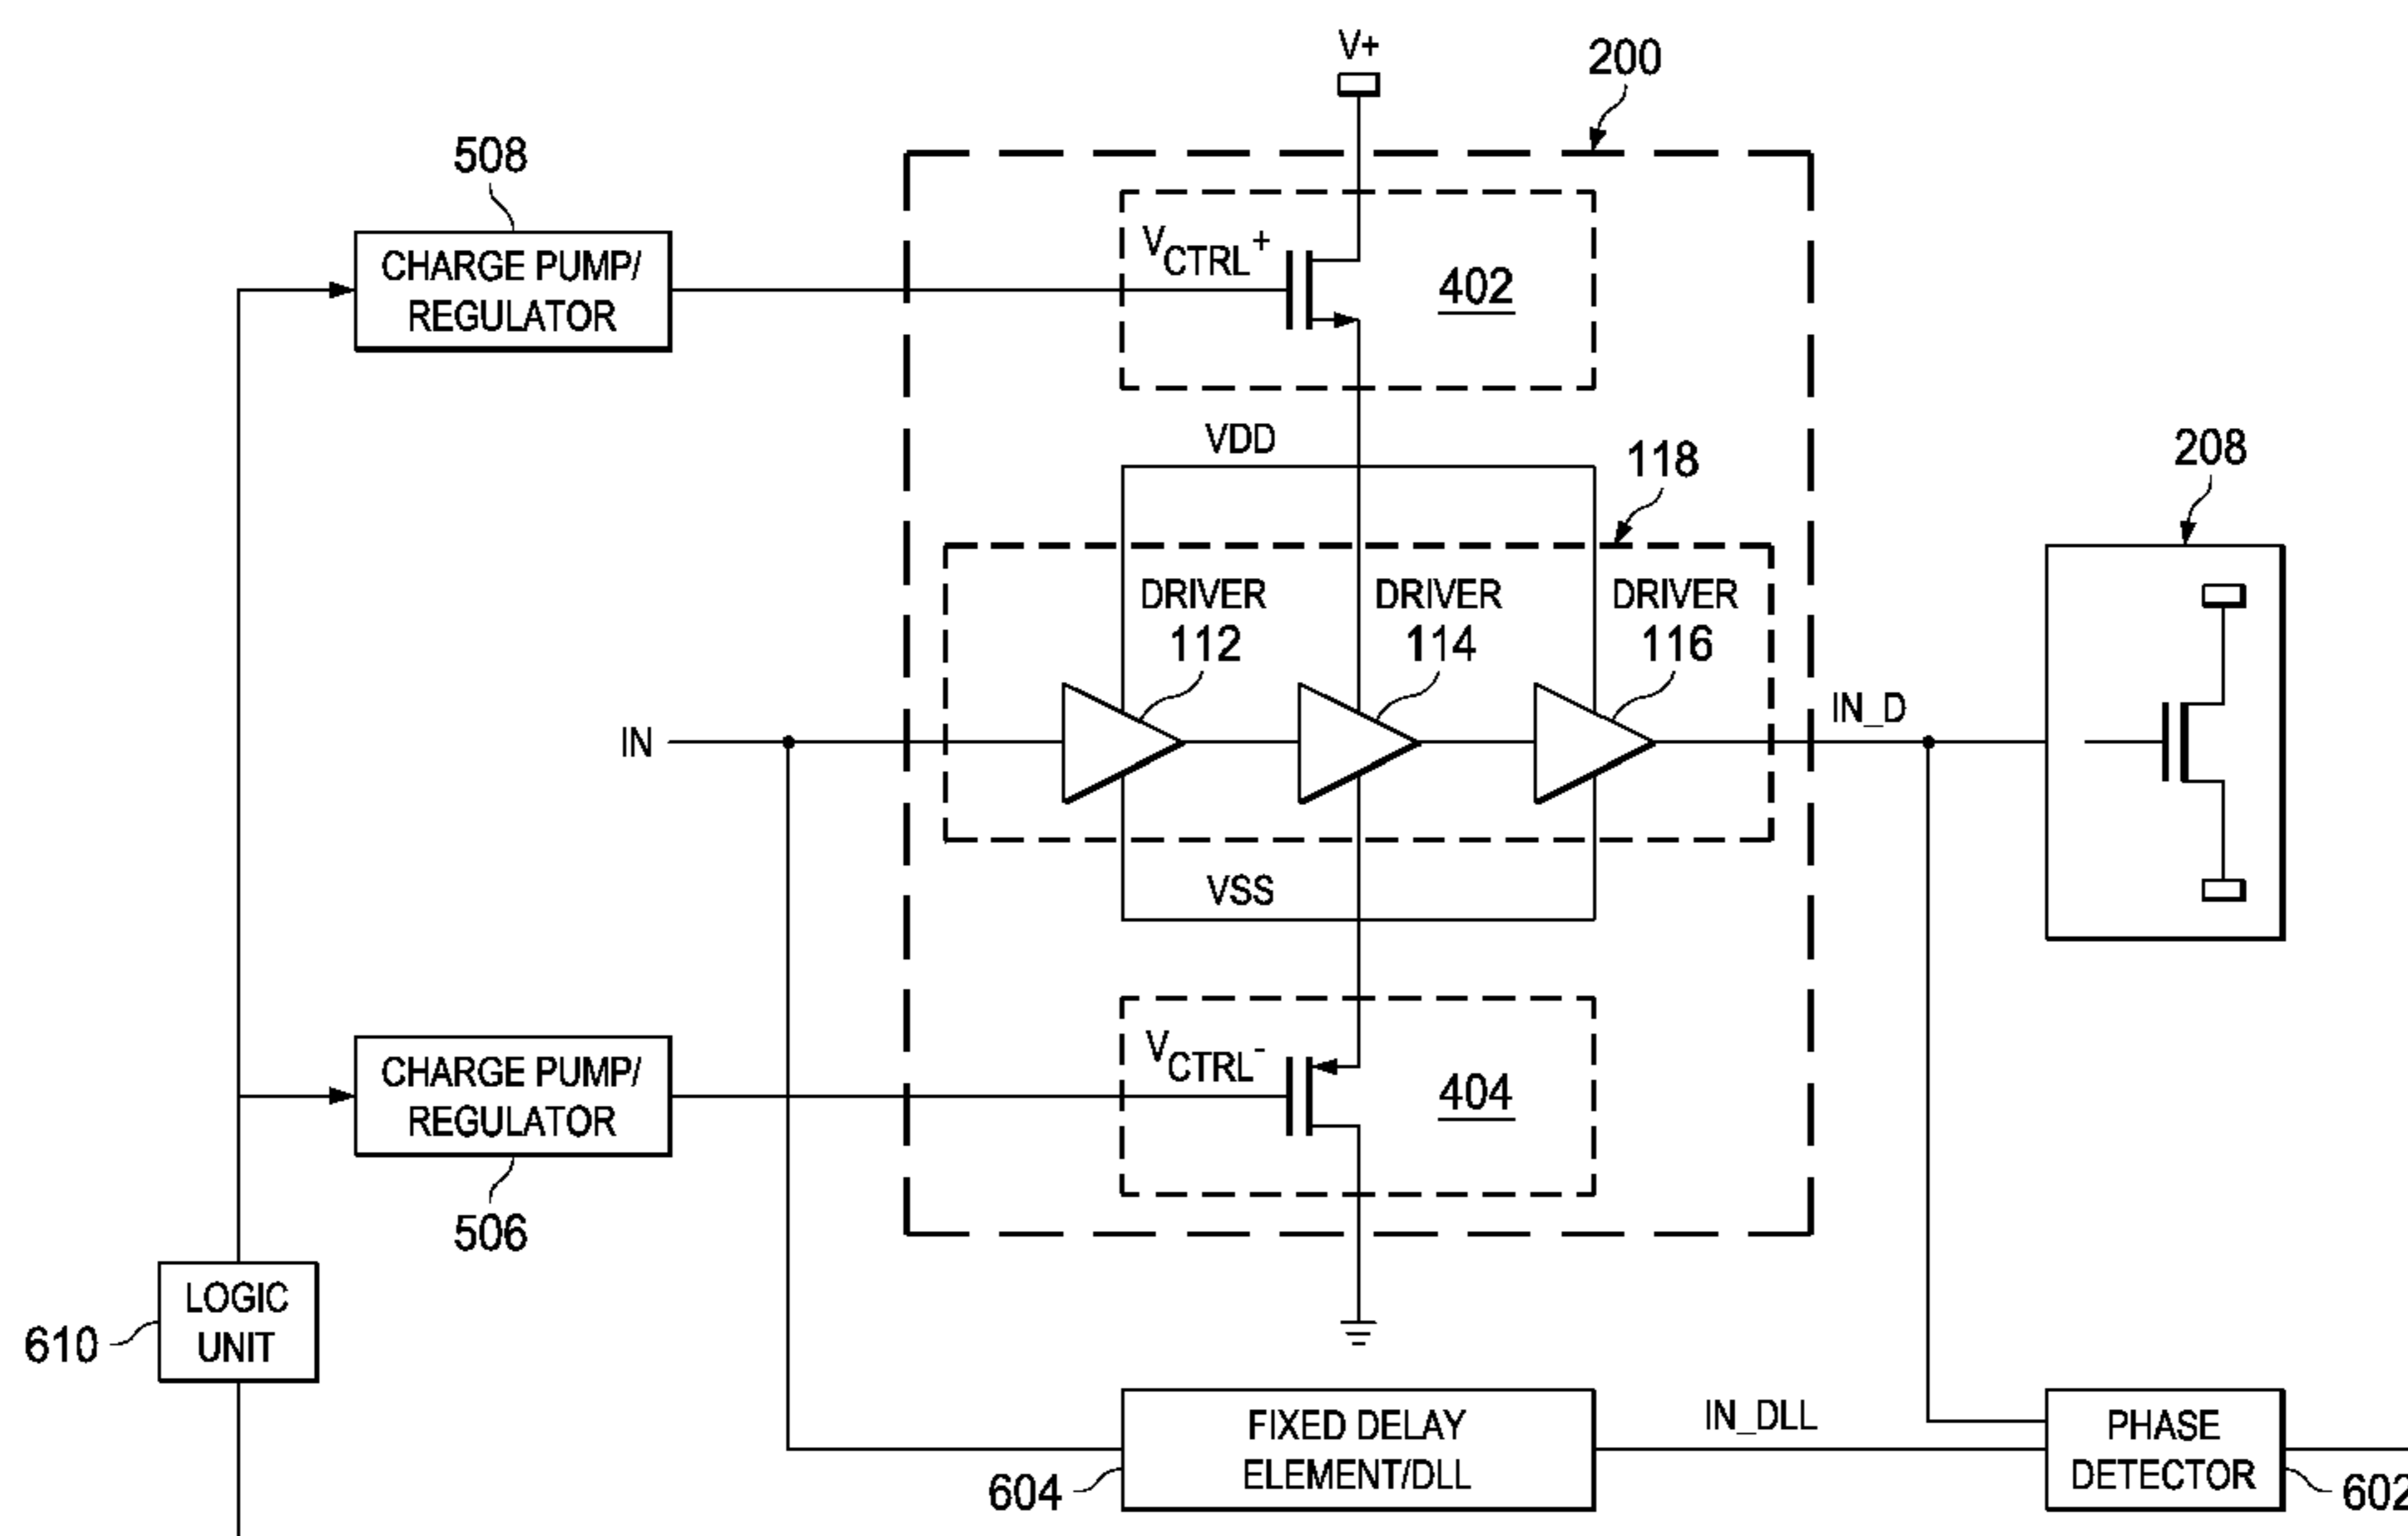 V+
200
508
CHARGE PUMP/
REGULATOR
VCTRL+
402
VDD
118
208
DRIVER
112
DRIVER
114
DRIVER
116
IN
IN_D
VSS
CHARGE PUMP/
REGULATOR
VCTRL-
404
506
LOGIC
UNIT
610
FIXED DELAY
ELEMENT/DLL
604
IN_DLL
PHASE
DETECTOR
602